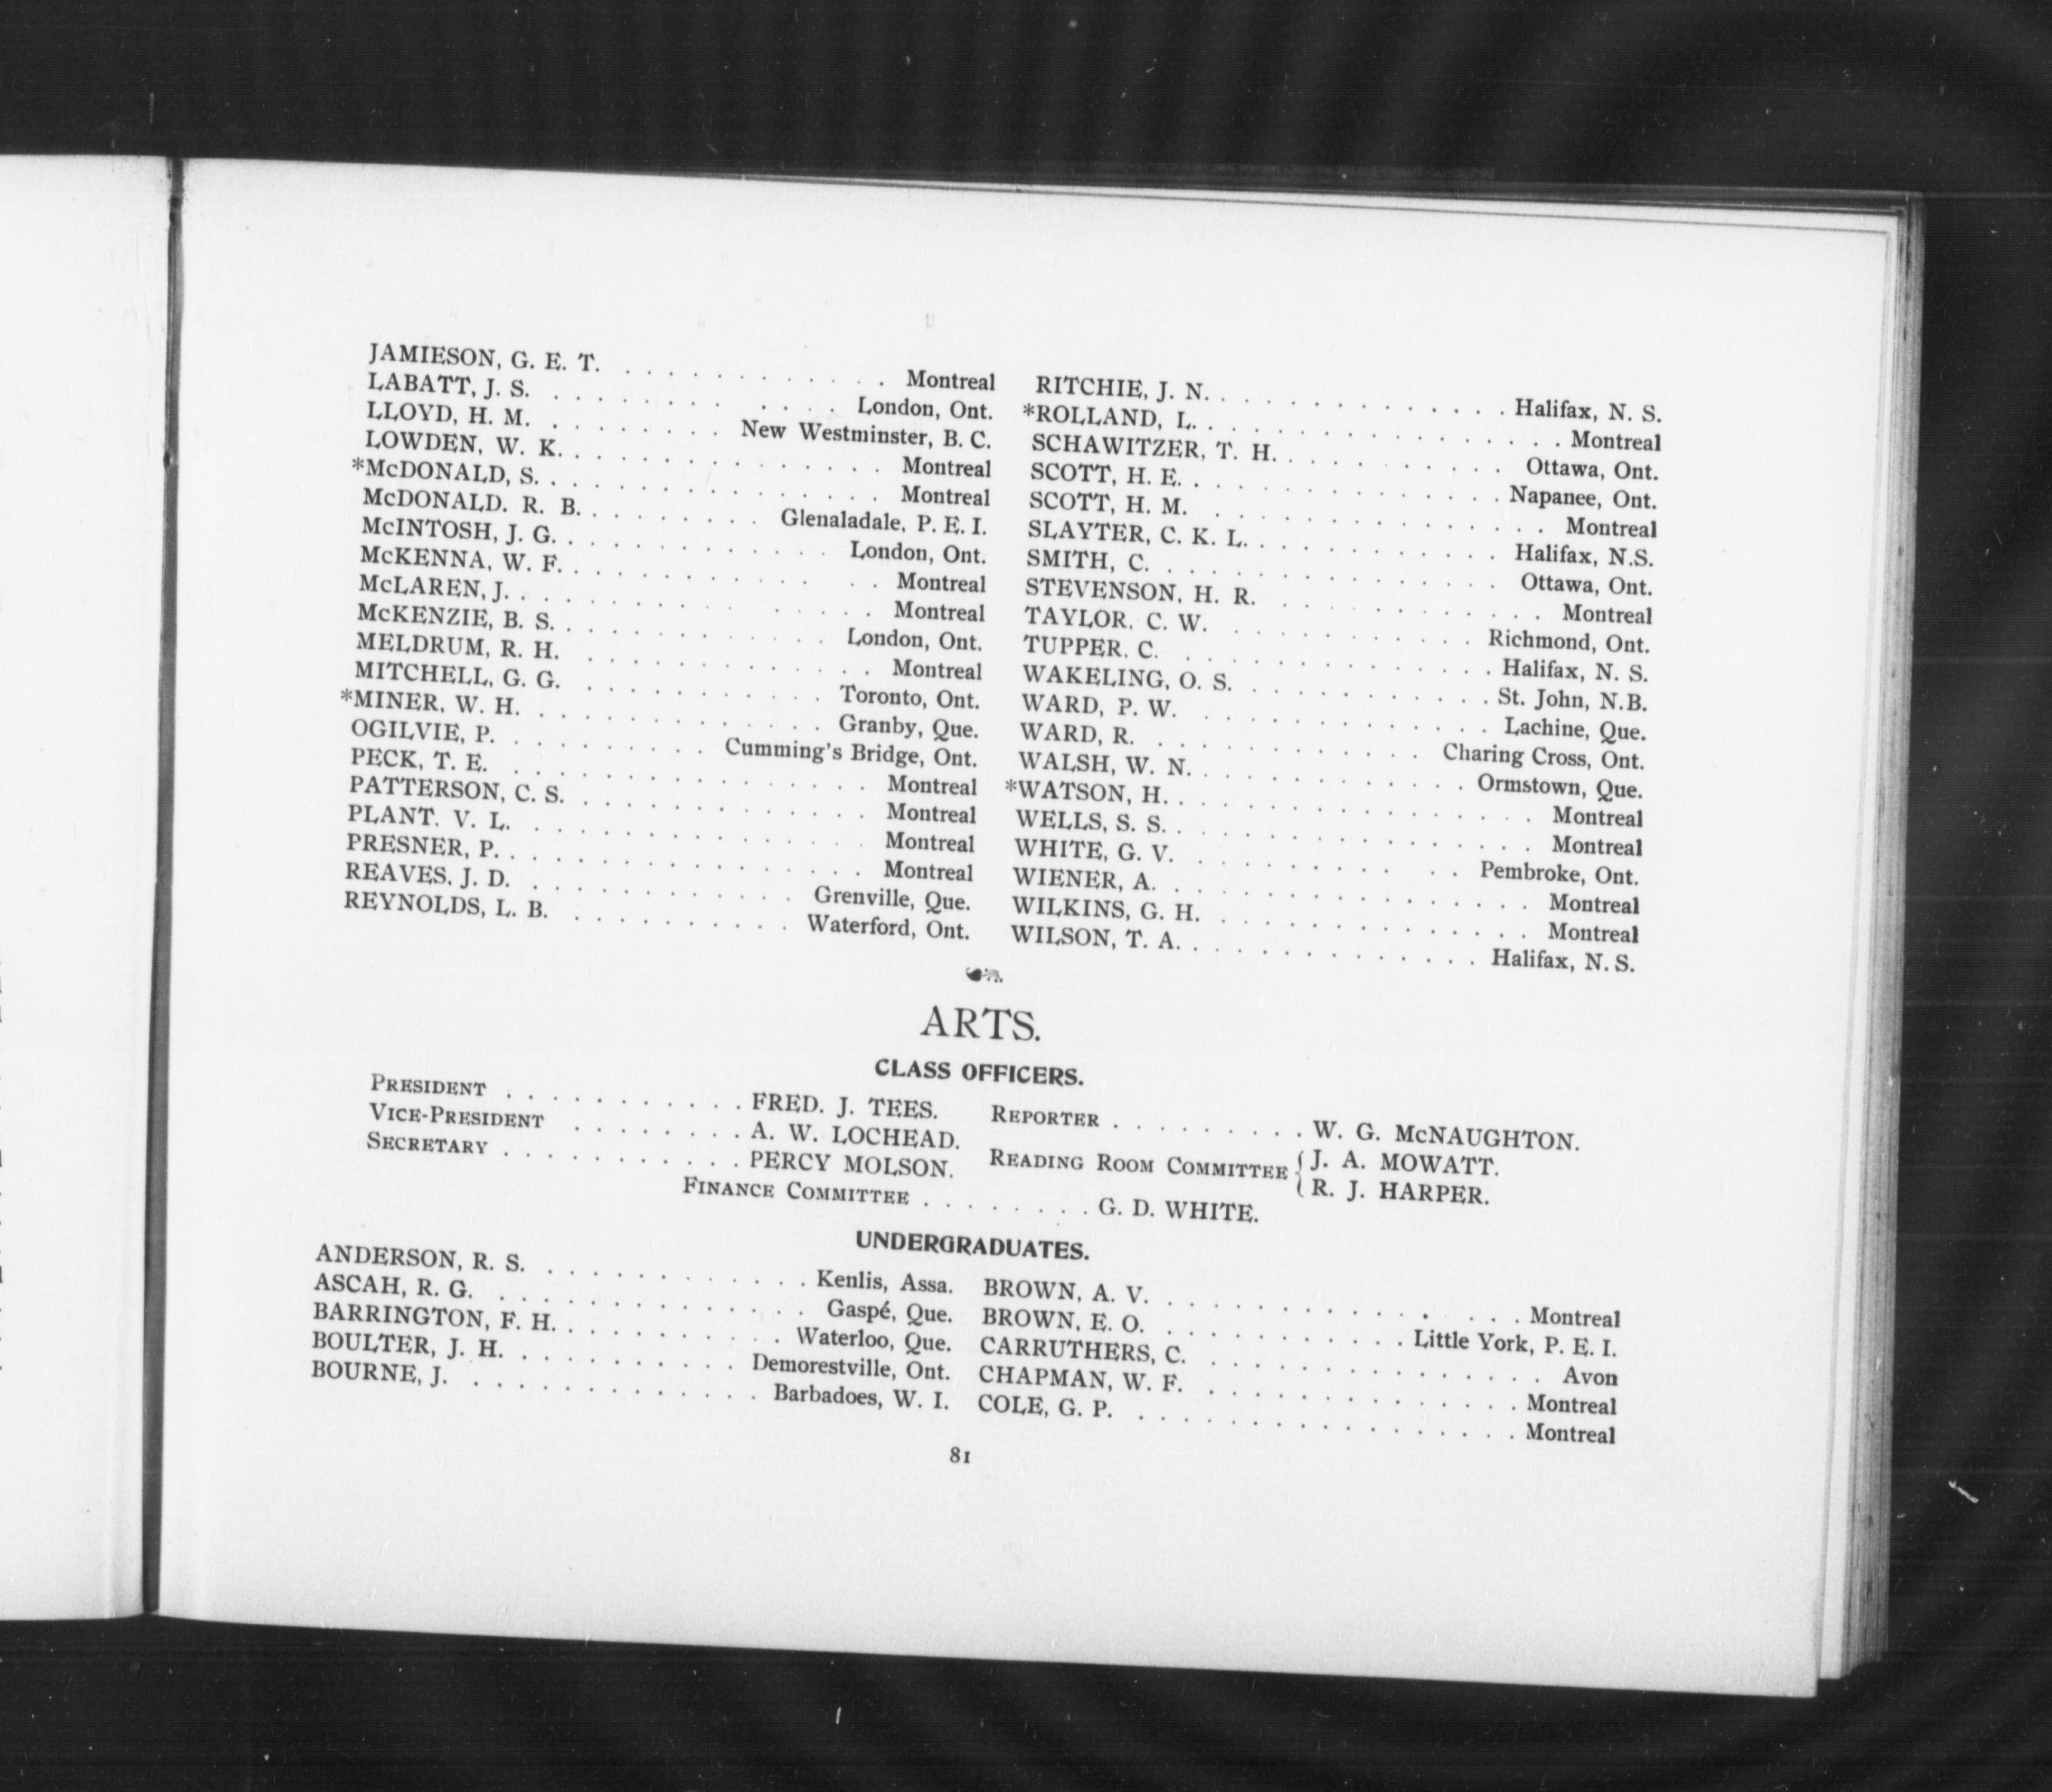 JAMIESON, G. E. T. . . . . . . . . . . . . Montreal
LABATT, J. S. . . . . . . . . . . . . London, Ont.
LLOYD, H. M. . . . . . . . . New Westminster, B. C.
LOWDEN, W. K. . . . . . . . . . . . . . . Montreal
*McDONALD, S. . . . . . . . . . . . . . . . Montreal
McDONALD. R. B. . . . . . . . . Glenaladale, P. E. I.
McINTOSH, J. G. . . . . . . . . . . . . London, Ont.
McKENNA, W. F. . . . . . . . . . . . . . Montreal
McLAREN, J. . . . . . . . . . . . . . . Montreal
McKENZIE, B. S. . . . . . . . . . . . . London, Ont.
MELDRUM, R. H. . . . . . . . . . . . . . Montreal
MITCHELL, G. G. . . . . . . . . . . . Toronto, Ont.
*MINER, W. H. . . . . . . . . . . . . . Granby, Que.
OGILVIE, P. . . . . . . . . . Cumming's Bridge, Ont.
PECK, T. E. . . . . . . . . . . . . . . . Montreal
PATTERSON, C. S. . . . . . . . . . . . . . Montreal
PLANT. V. L. . . . . . . . . . . . . . . . Montreal
PRESNER, P. . . . . . . . . . . . . . . . . Montreal
REAVES, J. D. . . . . . . . . . . . . Grenville, Que.
REYNOLDS, L. B. . . . . . . . . . . Waterford, Ont.
RITCHIE, J. N. . . . . . . . . . . . . . Halifax, N. S.
*ROLLAND, L. . . . . . . . . . . . . . . . . . Montreal
SCHAWITZER, T. H. . . . . . . . . . . Ottawa, Ont.
SCOTT, H. E. . . . . . . . . . . . . . . Napanee, Ont.
SCOTT, H. M. . . . . . . . . . . . . . . . Montreal
SLAYTER, C. K. L. . . . . . . . . . . . Halifax, N.S.
SMITH, C. . . . . . . . . . . . . . . . Ottawa, Ont.
STEVENSON, H. R. . . . . . . . . . . . . Montreal
TAYLOR, C. W. . . . . . . . . . . . Richmond, Ont.
TUPPER. C. . . . . . . . . . . . . . . Halifax, N. S.
WAKELING, O. S. . . . . . . . . . . . St. John, N.B.
WARD, P. W. . . . . . . . . . . . . . Lachine, Que.
WARD, R. . . . . . . . . . . . . Charing Cross, Ont.
WALSH, W. N. . . . . . . . . . . . . Ormstown, Que.
*WATSON, H. . . . . . . . . . . . . . . . . Montreal
WELLS, S. S. . . . . . . . . . . . . . . . . Montreal
WHITE, G. V. . . . . . . . . . . . Pembroke, Ont.
WIENER, A. . . . . . . . . . . . . . . . . Montreal
WILKINS, G. H. . . . . . . . . . . . . . . Montreal
WILSON, T. A. . . . . . . . . . . . . . Halifax, N. S.
ARTS.
CLASS OFFICERS.
PRESIDENT . . . . . . . . . . . FRED. J. TEES.
VICE-PRESIDENT . . . . . . . . A. W. LOCHEAD.
SECRETARY . . . . . . . . . . . PERCY MOLSON.
REPORTER . . . . . . . . . W. G. McNAUGHTON.
READING ROOM COMMITTEE { J. A. MOWATT.
R. J. HARPER.
FINANCE COMMITTEE . . . . . . . . G. D. WHITE.
UNDERGRADUATES.
ANDERSON, R. S. . . . . . . . . . . . . Kenlis, Assa.
ASCAH, R. G. . . . . . . . . . . . . . . Gaspé, Que.
BARRINGTON, F. H. . . . . . . . . . . Waterloo, Que.
BOULTER, J. H. . . . . . . . . . . Demorestville, Ont.
BOURNE, J. . . . . . . . . . . . . . Barbadoes, W. I.
BROWN, A. V. . . . . . . . . . . . . . . . Montreal
BROWN, E. O. . . . . . . . . . . . Little York, P. E. I.
CARRUTHERS, C. . . . . . . . . . . . . . . . Avon
CHAPMAN, W. F. . . . . . . . . . . . . . . Montreal
COLE, G. P. . . . . . . . . . . . . . . . . . Montreal
81